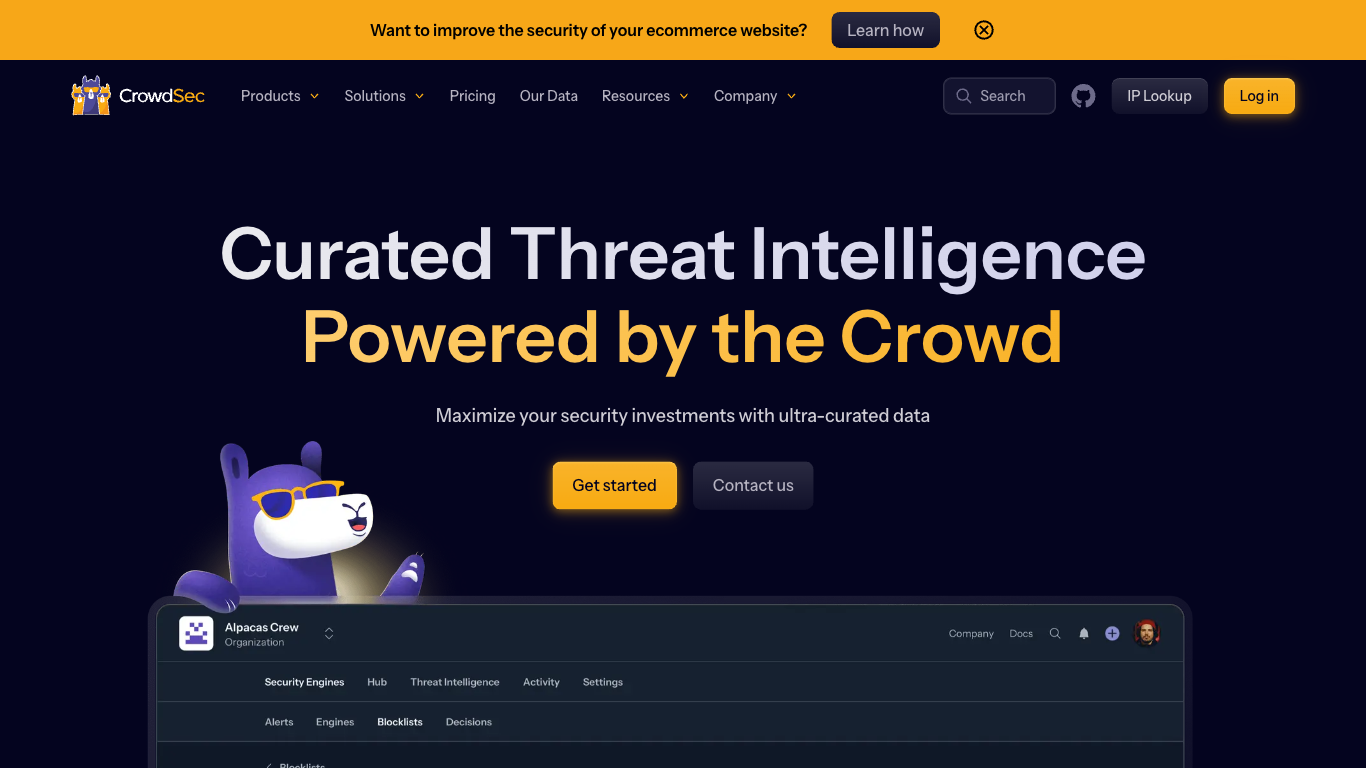 Want to improve the security of your ecommerce website? Learn how
CrowdSec Products Solutions Pricing Our Data Resources Company Search IP Lookup Log in
Curated Threat Intelligence
Powered by the Crowd
Maximize your security investments with ultra-curated data
Get started Contact us
Alpacas Crew
Organization
Company Docs
Security Engines Hub Threat Intelligence Activity Settings
Alerts Engines Blocklists Decisions
Blocklists